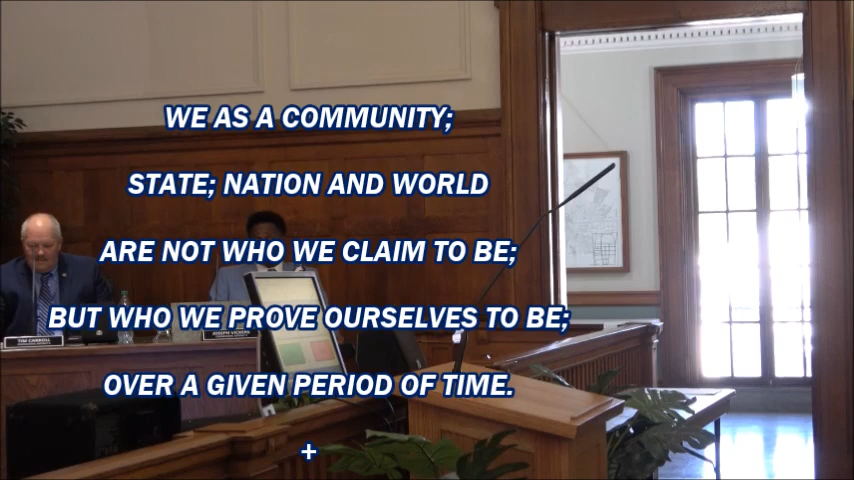 WE AS A COMMUNITY;
STATE; NATION AND WORLD
ARE NOT WHO WE CLAIM TO BE;
BUT WHO WE PROVE OURSELVES TO BE;
OVER A GIVEN PERIOD OF TIME.
+
TIM CARROLL
JOSEPH VICKERS